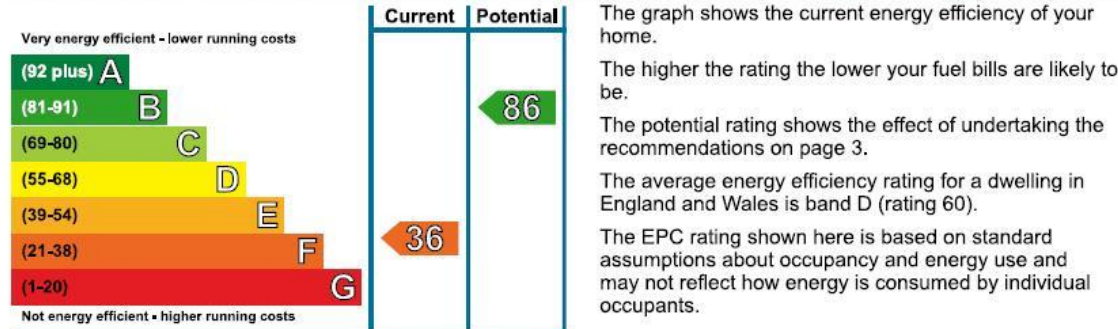 Current Potential
Very energy efficient - lower running costs
(92 plus) A
(81-91) B
86
(69-80) C
(55-68) D
(39-54) E
36
(21-38) F
(1-20) G
Not energy efficient - higher running costs
The graph shows the current energy efficiency of your
home.
The higher the rating the lower your fuel bills are likely to
be.
The potential rating shows the effect of undertaking the
recommendations on page 3.
The average energy efficiency rating for a dwelling in
England and Wales is band D (rating 60).
The EPC rating shown here is based on standard
assumptions about occupancy and energy use and
may not reflect how energy is consumed by individual
occupants.